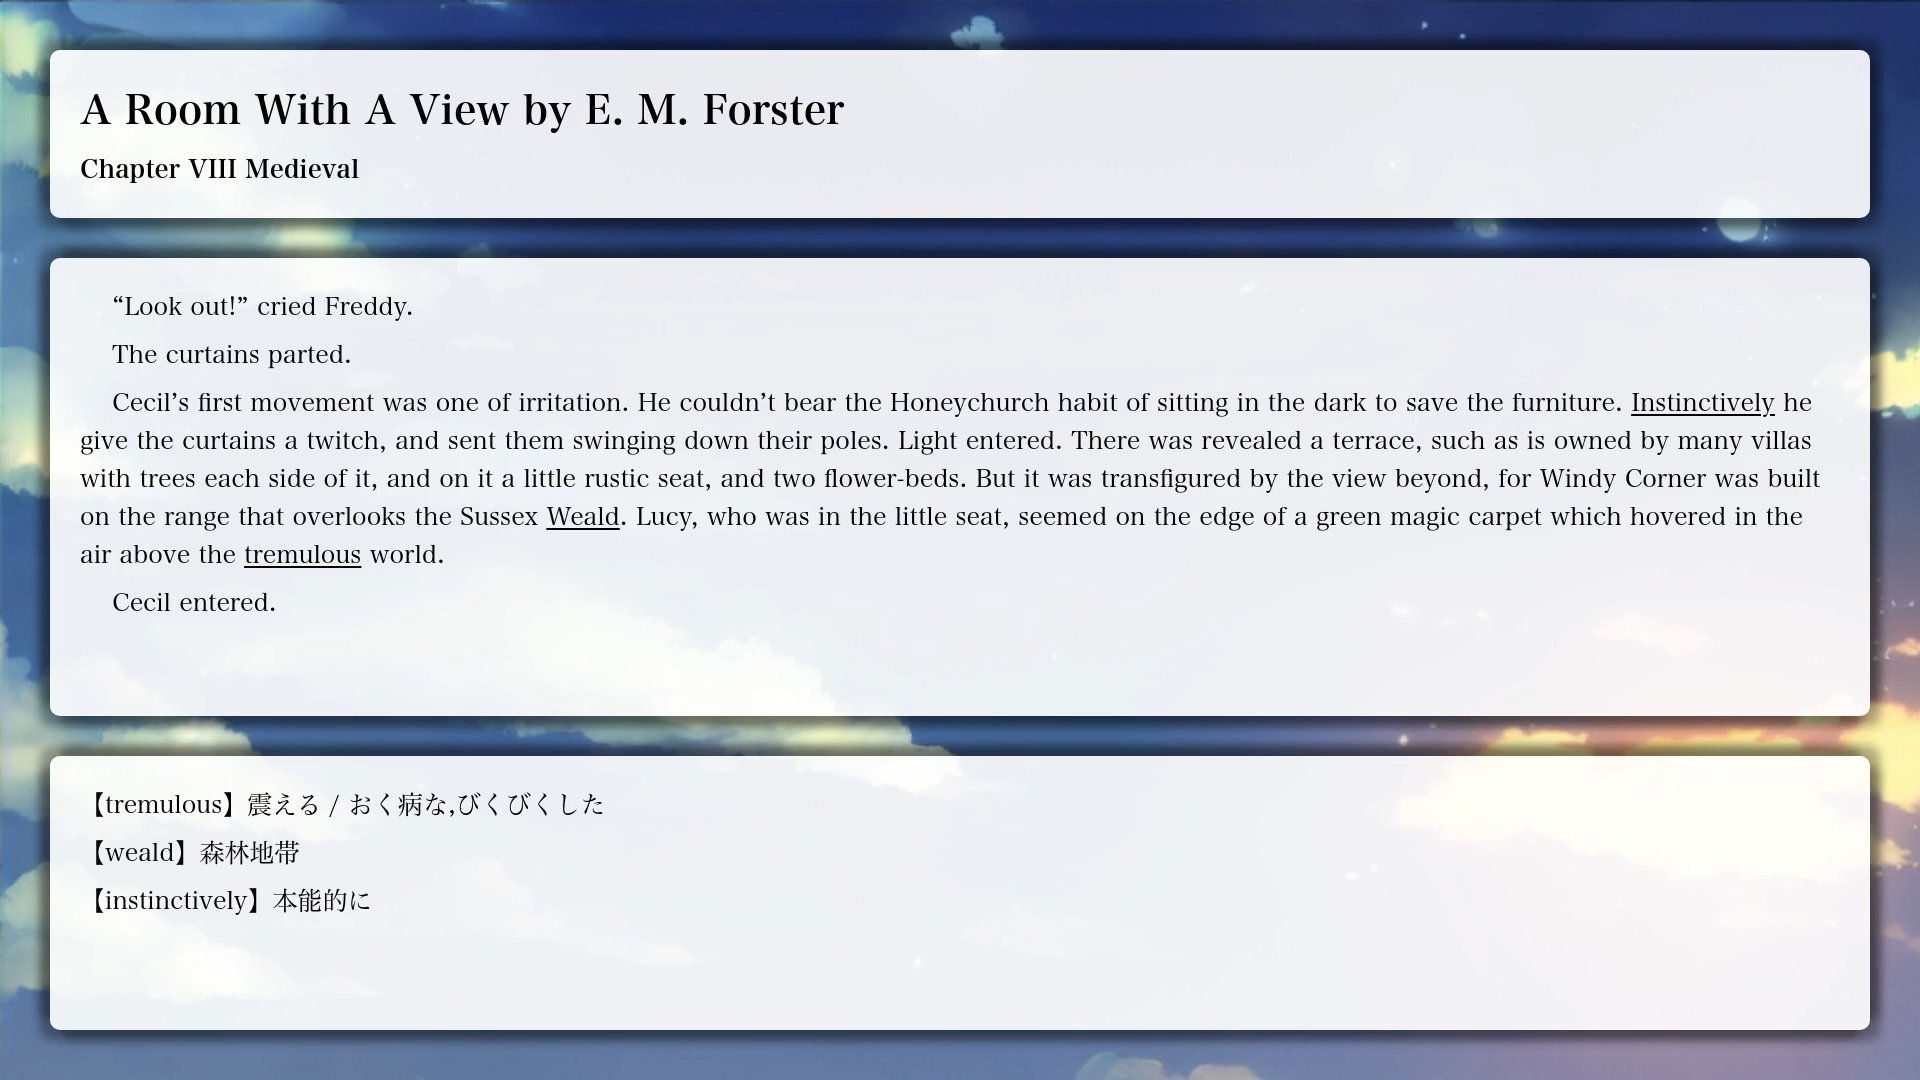 A Room With A View by E. M. Forster
Chapter VIII Medieval
“Look out!” cried Freddy.
The curtains parted.
Cecil’s first movement was one of irritation. He couldn’t bear the Honeychurch habit of sitting in the dark to save the furniture. Instinctively he
give the curtains a twitch, and sent them swinging down their poles. Light entered. There was revealed a terrace, such as is owned by many villas
with trees each side of it, and on it a little rustic seat, and two flower-beds. But it was transfigured by the view beyond, for Windy Corner was built
on the range that overlooks the Sussex Weald. Lucy, who was in the little seat, seemed on the edge of a green magic carpet which hovered in the
air above the tremulous world.
Cecil entered.
【tremulous】震える / おく病な,びくびくした
【weald】森林地帯
【instinctively】本能的に